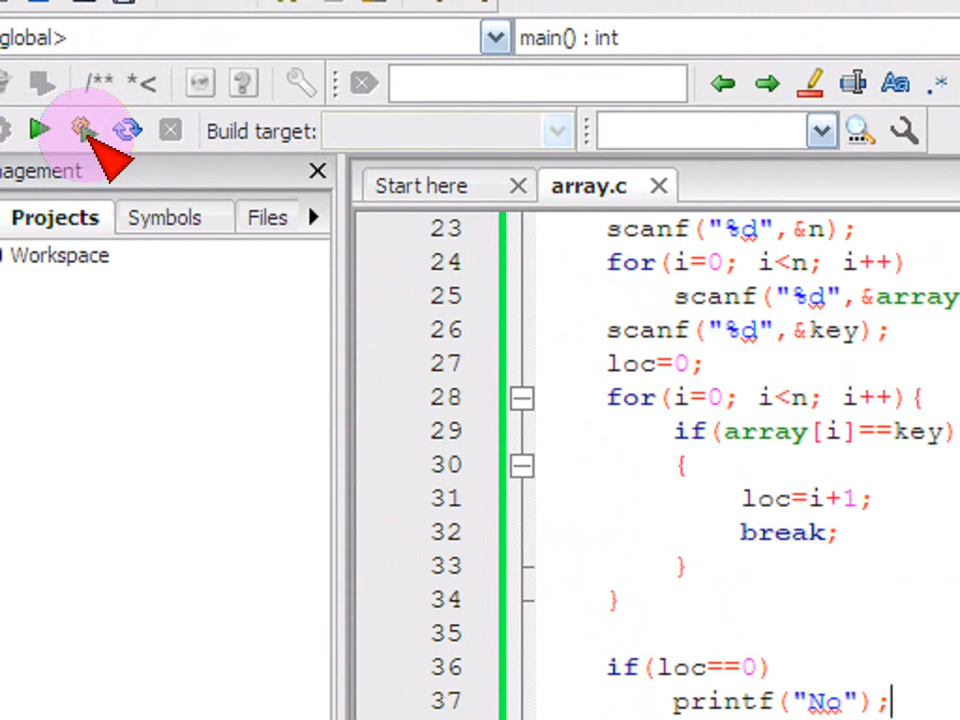 global>
main() : int
/** *<
Aa .*
Build target:
nagement
Projects Symbols Files
Workspace
Start here array.c
23 scanf("%d",&n);
24 for(i=0; i<n; i++)
25 scanf("%d",&array
26 scanf("%d",&key);
27 loc=0;
28 for(i=0; i<n; i++){
29 if(array[i]==key)
30 {
31 loc=i+1;
32 break;
33 }
34 }
35
36 if(loc==0)
37 printf("No");